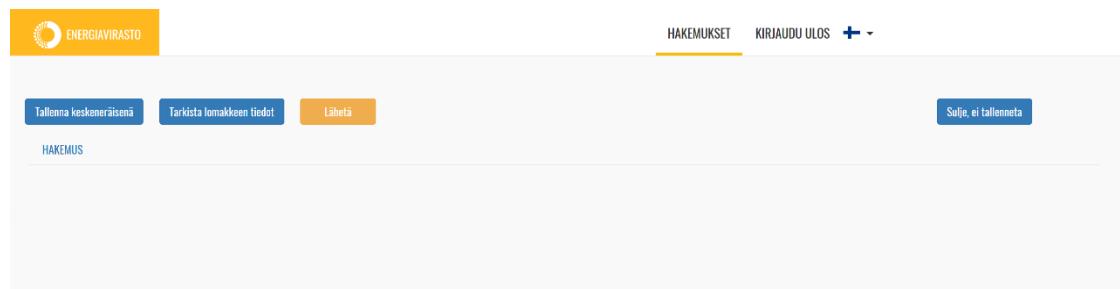 ENERGIAVIRASTO
HAKEMUKSET KIRJAUDU ULOS
Tallenna keskeneräisenä Tarkista lomakkeen tiedot Lähetä Sulje, ei tallenneta
HAKEMUS